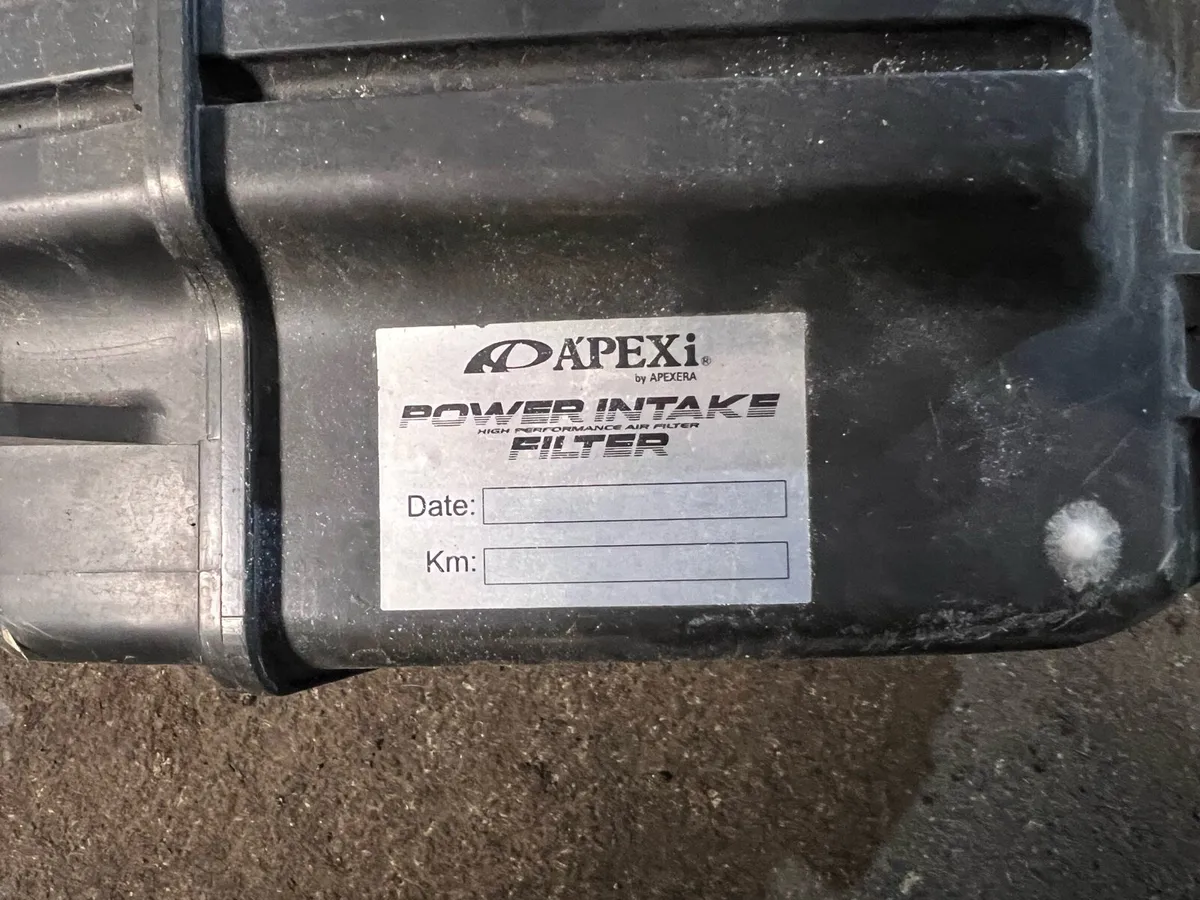 A'PEXi®
by APEXERA
POWER INTAKE
HIGH PERFORMANCE AIR FILTER
FILTER
Date:
Km: